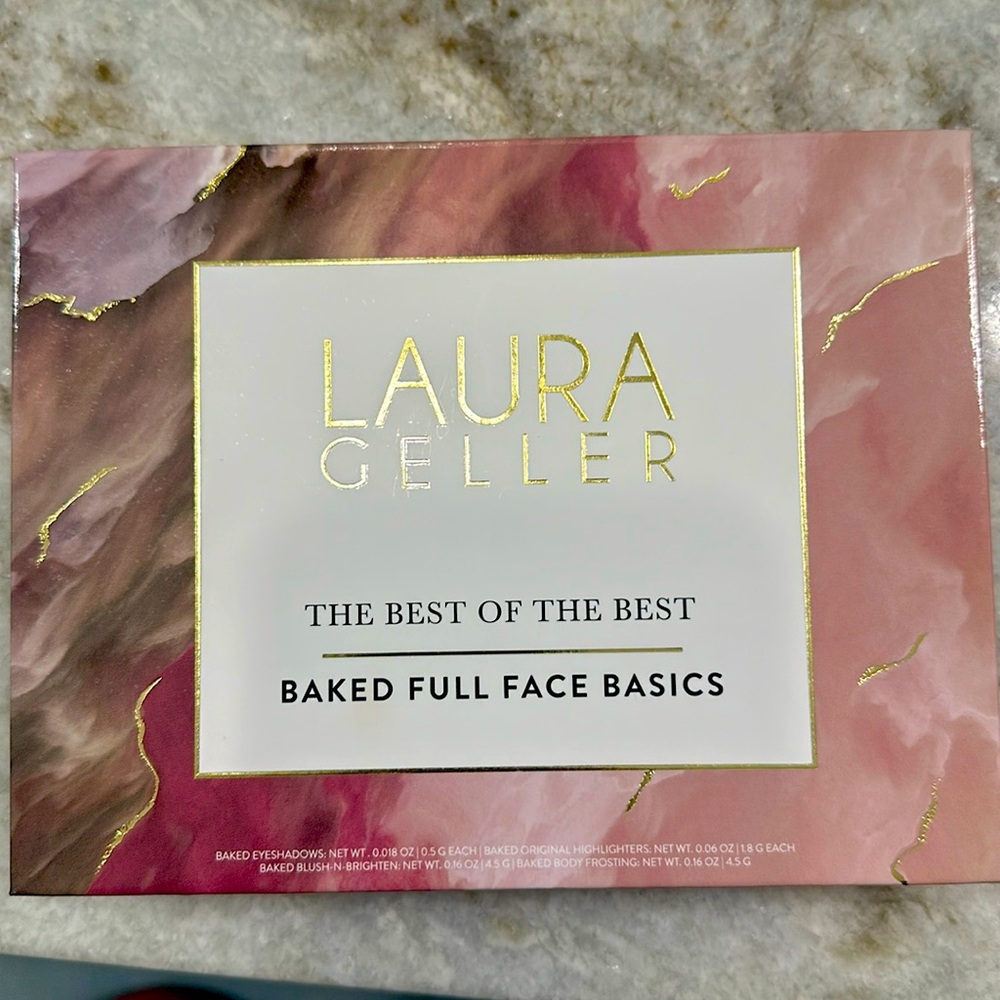 LAURA
GELLER
THE BEST OF THE BEST
BAKED FULL FACE BASICS
BAKED EYESHADOWS: NET WT. 0.018 OZ | 0.5 G EACH | BAKED ORIGINAL HIGHLIGHTERS: NET WT. 0.06 OZ | 1.8 G EACH
BAKED BLUSH-N-BRIGHTEN: NET WT. 0.16 OZ | 4.5 G | BAKED BODY FROSTING: NET WT. 0.16 OZ | 4.5 G